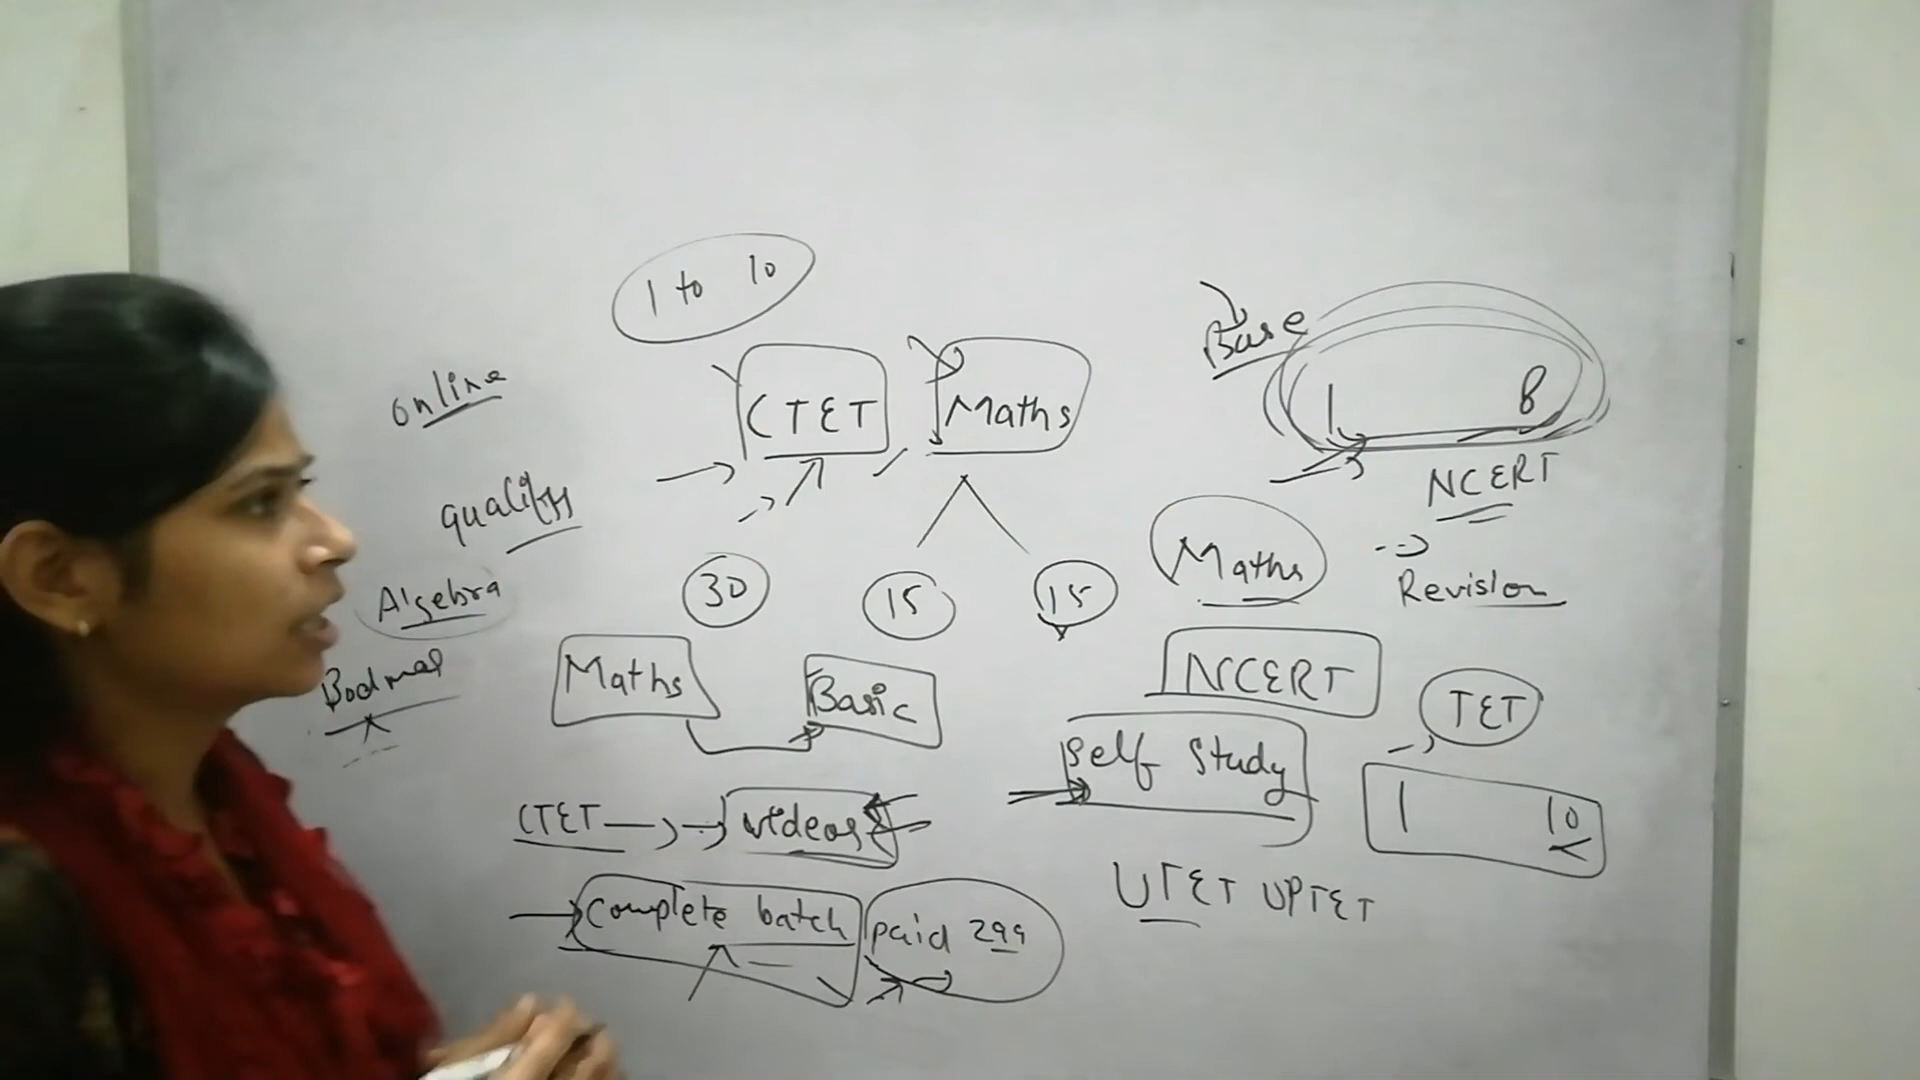 1 to 10
online
CTET Maths
Base
1 8
NCERT
qualify
30 15 15
Maths
Revision
Algebra
Bodmas
Maths Basic
NCERT
TET
Self Study
1 10
CTET videos
complete batch paid 299
UTET UPTET